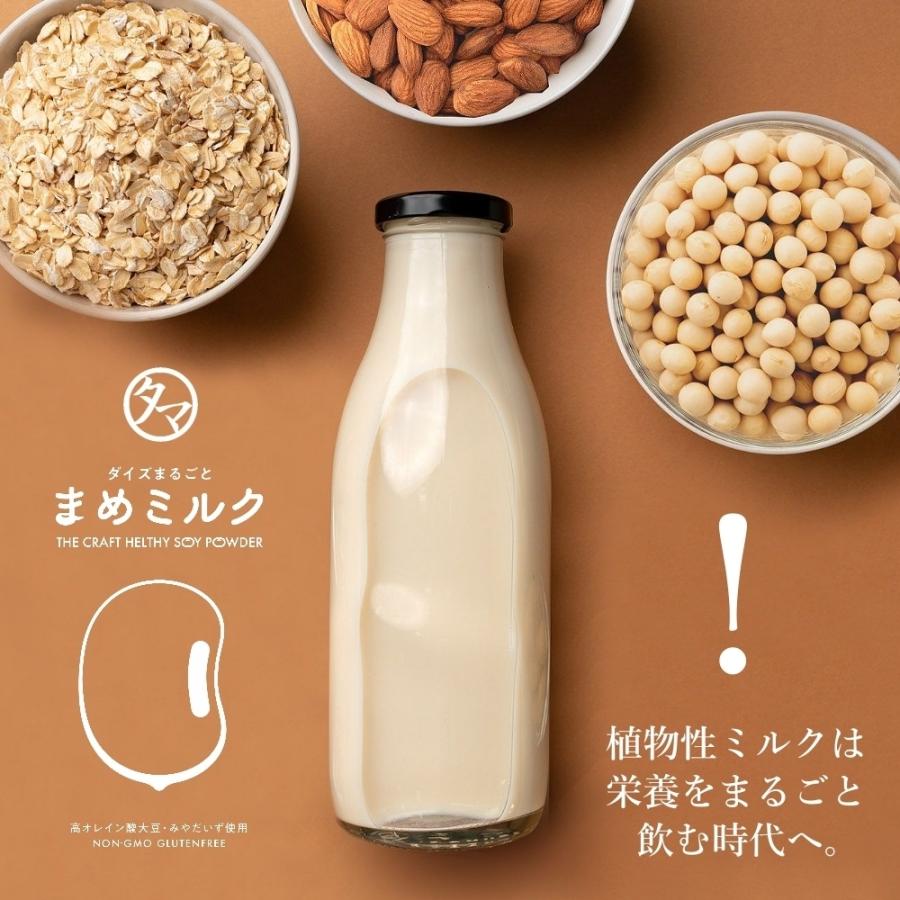 タマ
ダイズまるごと
まめミルク
THE CRAFT HELTHY SOY POWDER
高オレイン酸大豆・みやだいず使用
NON-GMO GLUTENFREE
!
植物性ミルクは
栄養をまるごと
飲む時代へ。